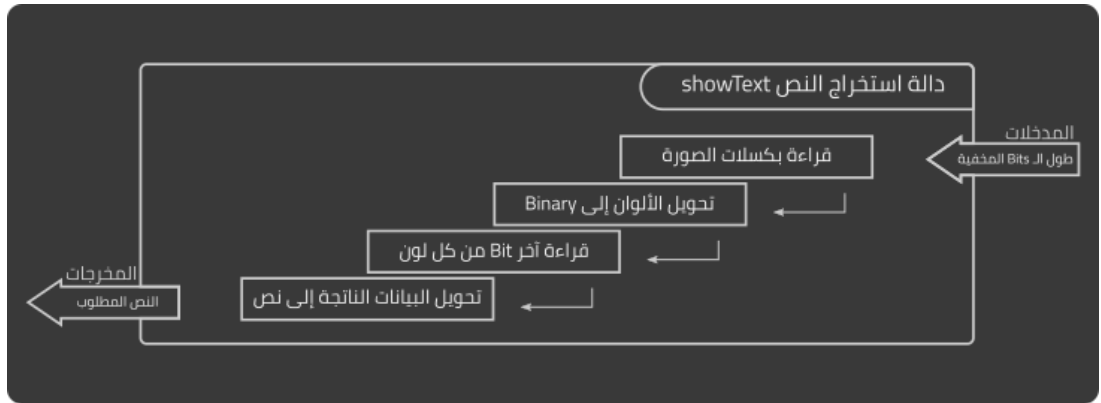 دالة استخراج النص showText
المدخلات
طول الـ Bits المخفية
قراءة بكسلات الصورة
تحويل الألوان إلى Binary
قراءة آخر Bit من كل لون
تحويل البيانات الناتجة إلى نص
المخرجات
النص المطلوب